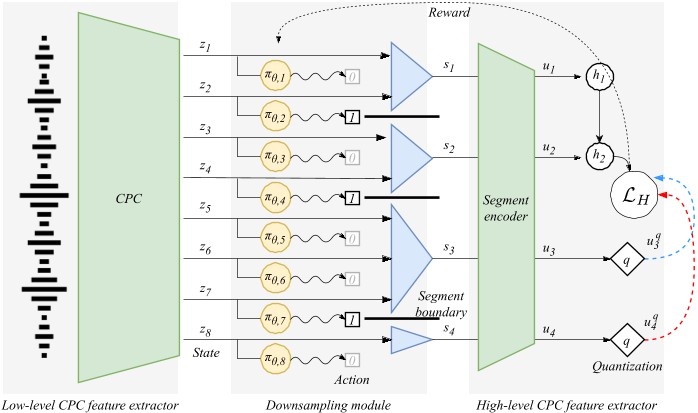 Reward
z1
π0,1
0
s1
u1
h1
z2
π0,2
1
z3
π0,3
0
s2
u2
h2
CPC
z4
π0,4
1
Segment
encoder
ℒH
z5
π0,5
0
z6
π0,6
0
s3
u3
q
u3q
z7
π0,7
1
Segment
boundary
z8
State
π0,8
0
s4
u4
q
u4q
Action
Quantization
Low-level CPC feature extractor
Downsampling module
High-level CPC feature extractor